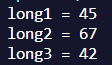 long1 = 45
long2 = 67
long3 = 42